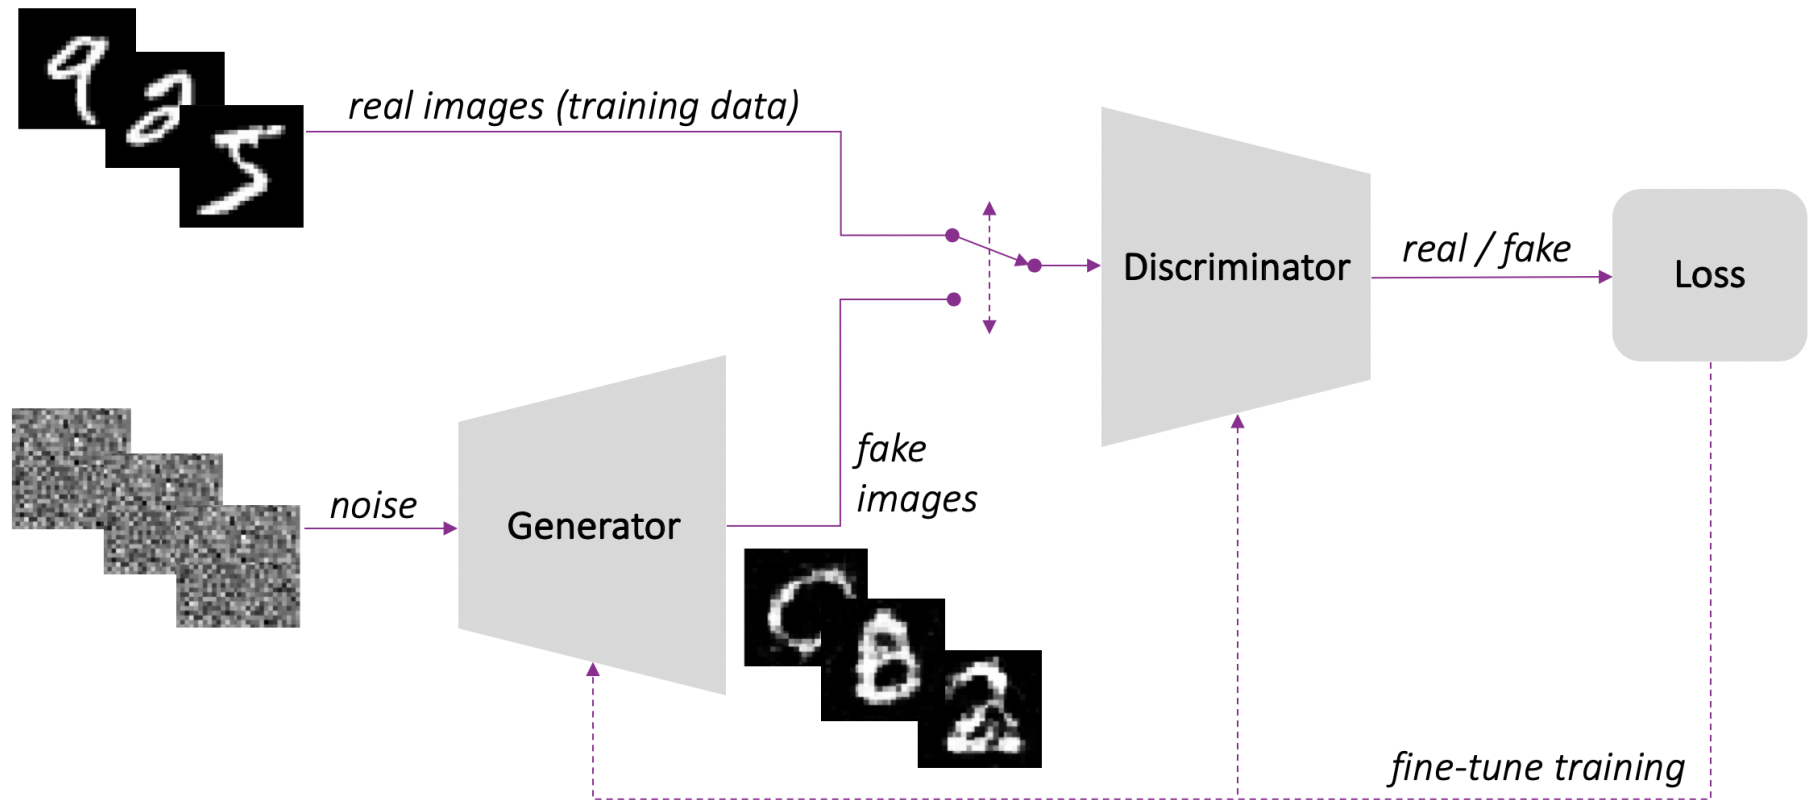 real images (training data)
Discriminator
real / fake
Loss
noise
Generator
fake
images
fine-tune training